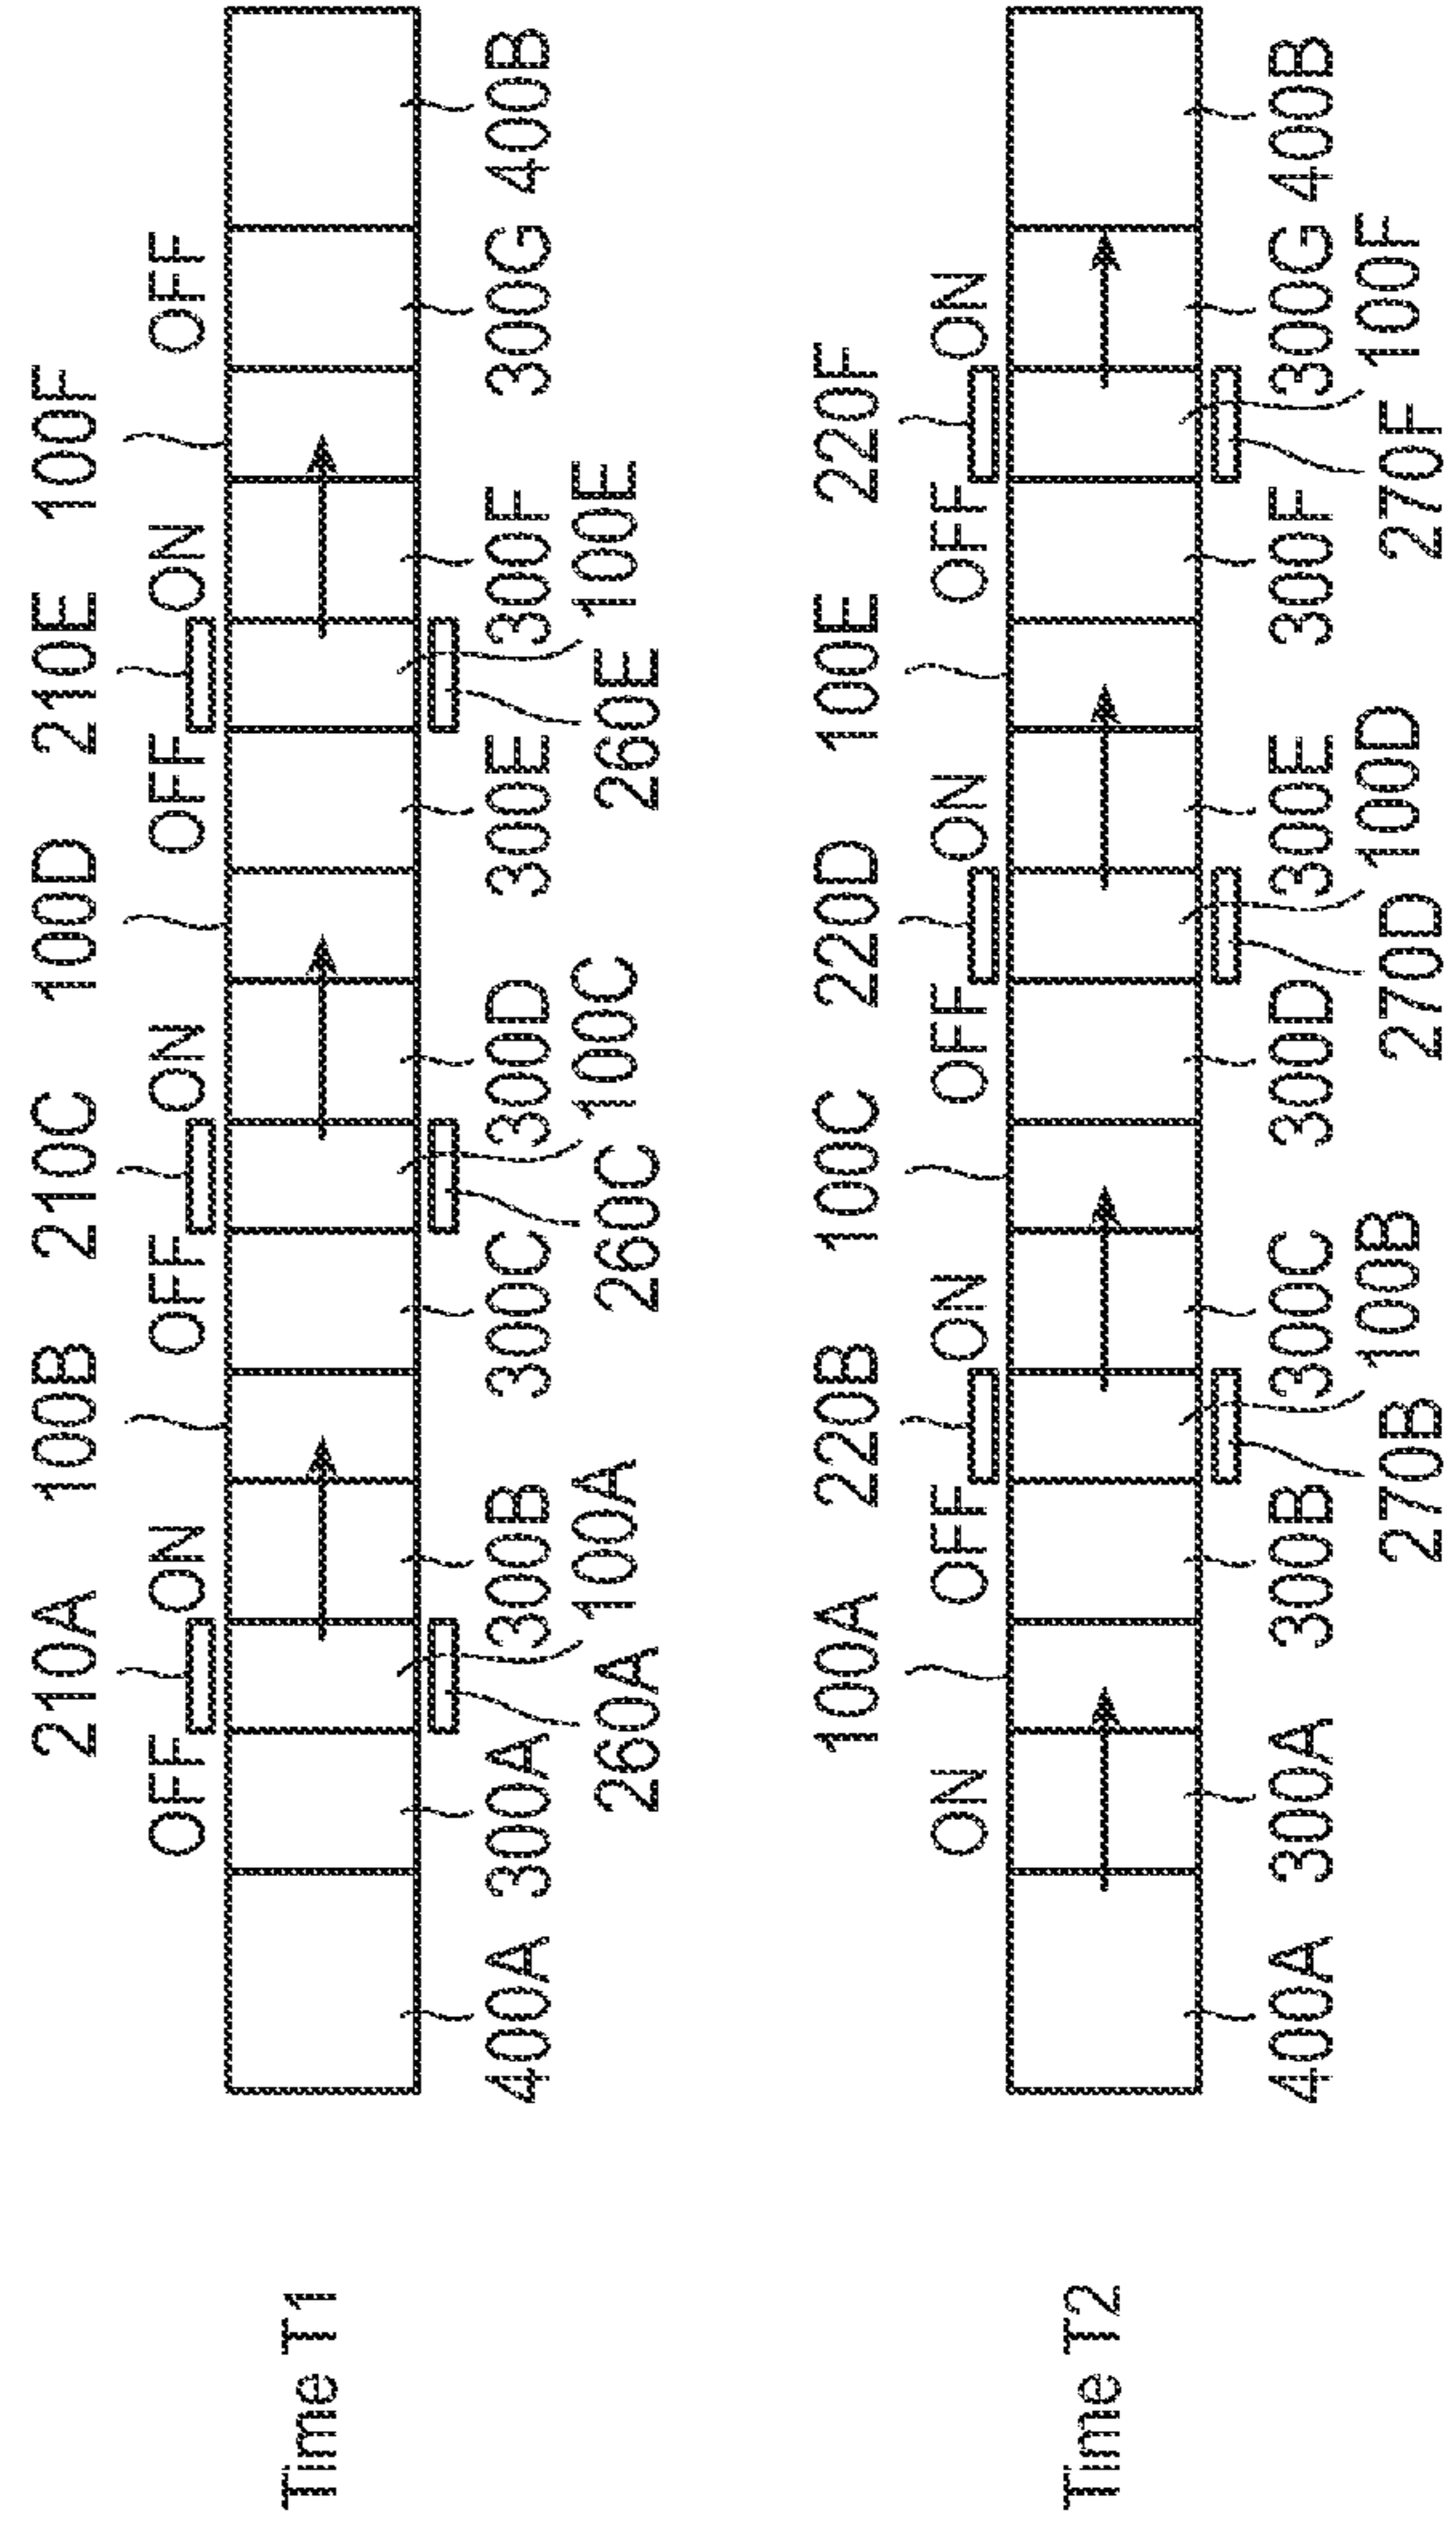 210A 100B 210C 100D 210E 100F
OFF ON OFF ON OFF ON OFF
Time T1
400A 300A 300B 300C 300D 300E 300F 300G 400B
100A 100C 100E
260A 260C 260E
100A 220B 100C 220D 100E 220F
ON OFF ON OFF ON OFF ON
Time T2
400A 300A 300B 300C 300D 300E 300F 300G 400B
100B 100D 100F
270B 270D 270F